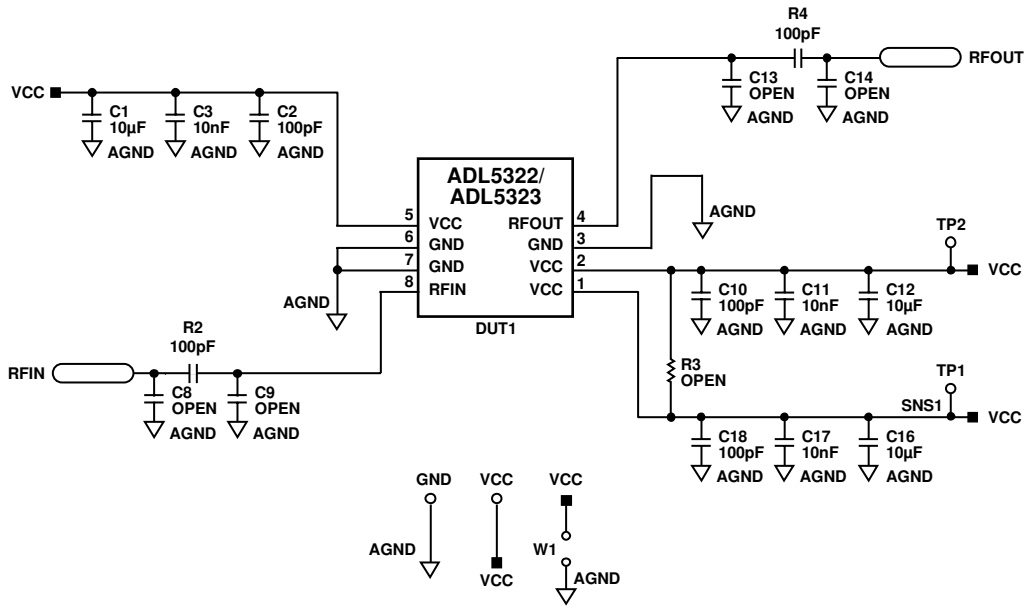 R4
100pF
RFOUT
C13
OPEN
AGND
C14
OPEN
AGND
VCC
C1
10µF
AGND
C3
10nF
AGND
C2
100pF
AGND
ADL5322/
ADL5323
5 VCC RFOUT 4
6 GND GND 3
7 GND VCC 2
8 RFIN VCC 1
DUT1
AGND
AGND
TP2
VCC
C10
100pF
AGND
C11
10nF
AGND
C12
10µF
AGND
R2
100pF
RFIN
C8
OPEN
AGND
C9
OPEN
AGND
R3
OPEN
TP1
SNS1
VCC
C18
100pF
AGND
C17
10nF
AGND
C16
10µF
AGND
GND
AGND
VCC
VCC
VCC
W1
AGND